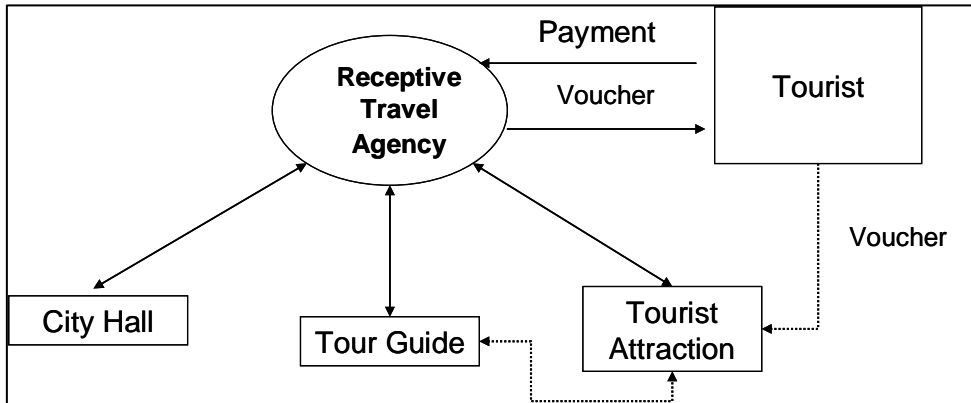 Payment
Receptive
Travel
Agency
Voucher
Tourist
Voucher
City Hall
Tour Guide
Tourist
Attraction